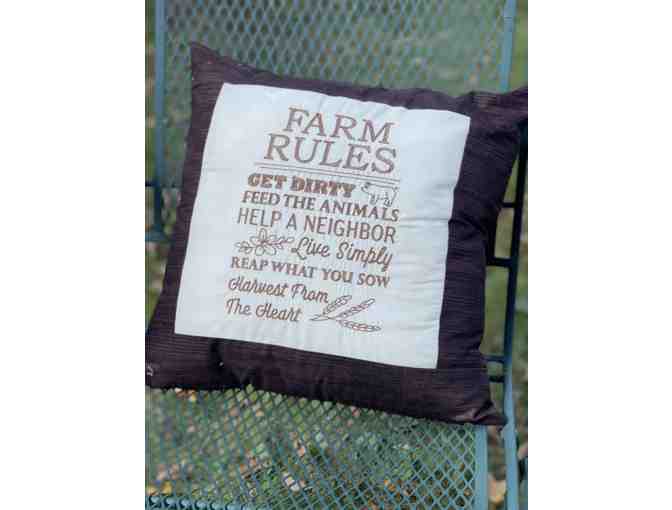 FARM
RULES
GET DIRTY
FEED THE ANIMALS
HELP A NEIGHBOR
Live Simply
REAP WHAT YOU SOW
Harvest From
The Heart